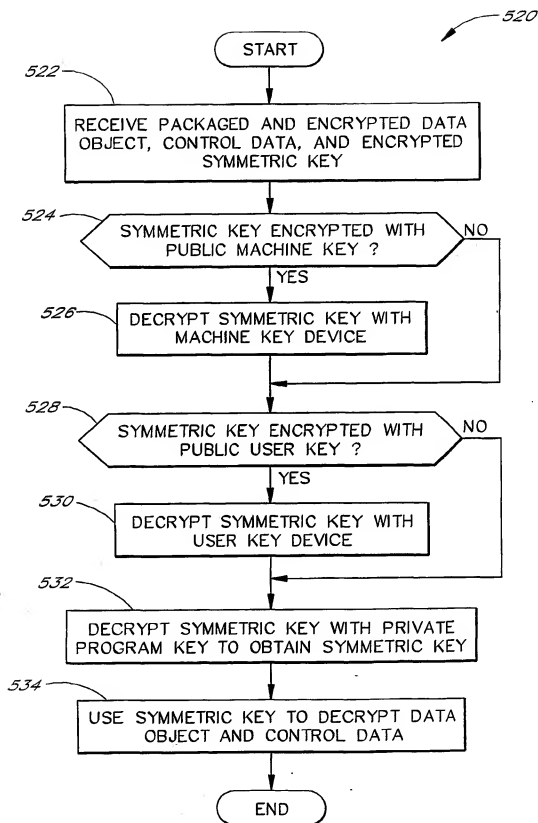 520
START
522
RECEIVE PACKAGED AND ENCRYPTED DATA
OBJECT, CONTROL DATA, AND ENCRYPTED
SYMMETRIC KEY
524
SYMMETRIC KEY ENCRYPTED WITH
PUBLIC MACHINE KEY ?
NO
YES
526
DECRYPT SYMMETRIC KEY WITH
MACHINE KEY DEVICE
528
SYMMETRIC KEY ENCRYPTED WITH
PUBLIC USER KEY ?
NO
YES
530
DECRYPT SYMMETRIC KEY WITH
USER KEY DEVICE
532
DECRYPT SYMMETRIC KEY WITH PRIVATE
PROGRAM KEY TO OBTAIN SYMMETRIC KEY
534
USE SYMMETRIC KEY TO DECRYPT DATA
OBJECT AND CONTROL DATA
END